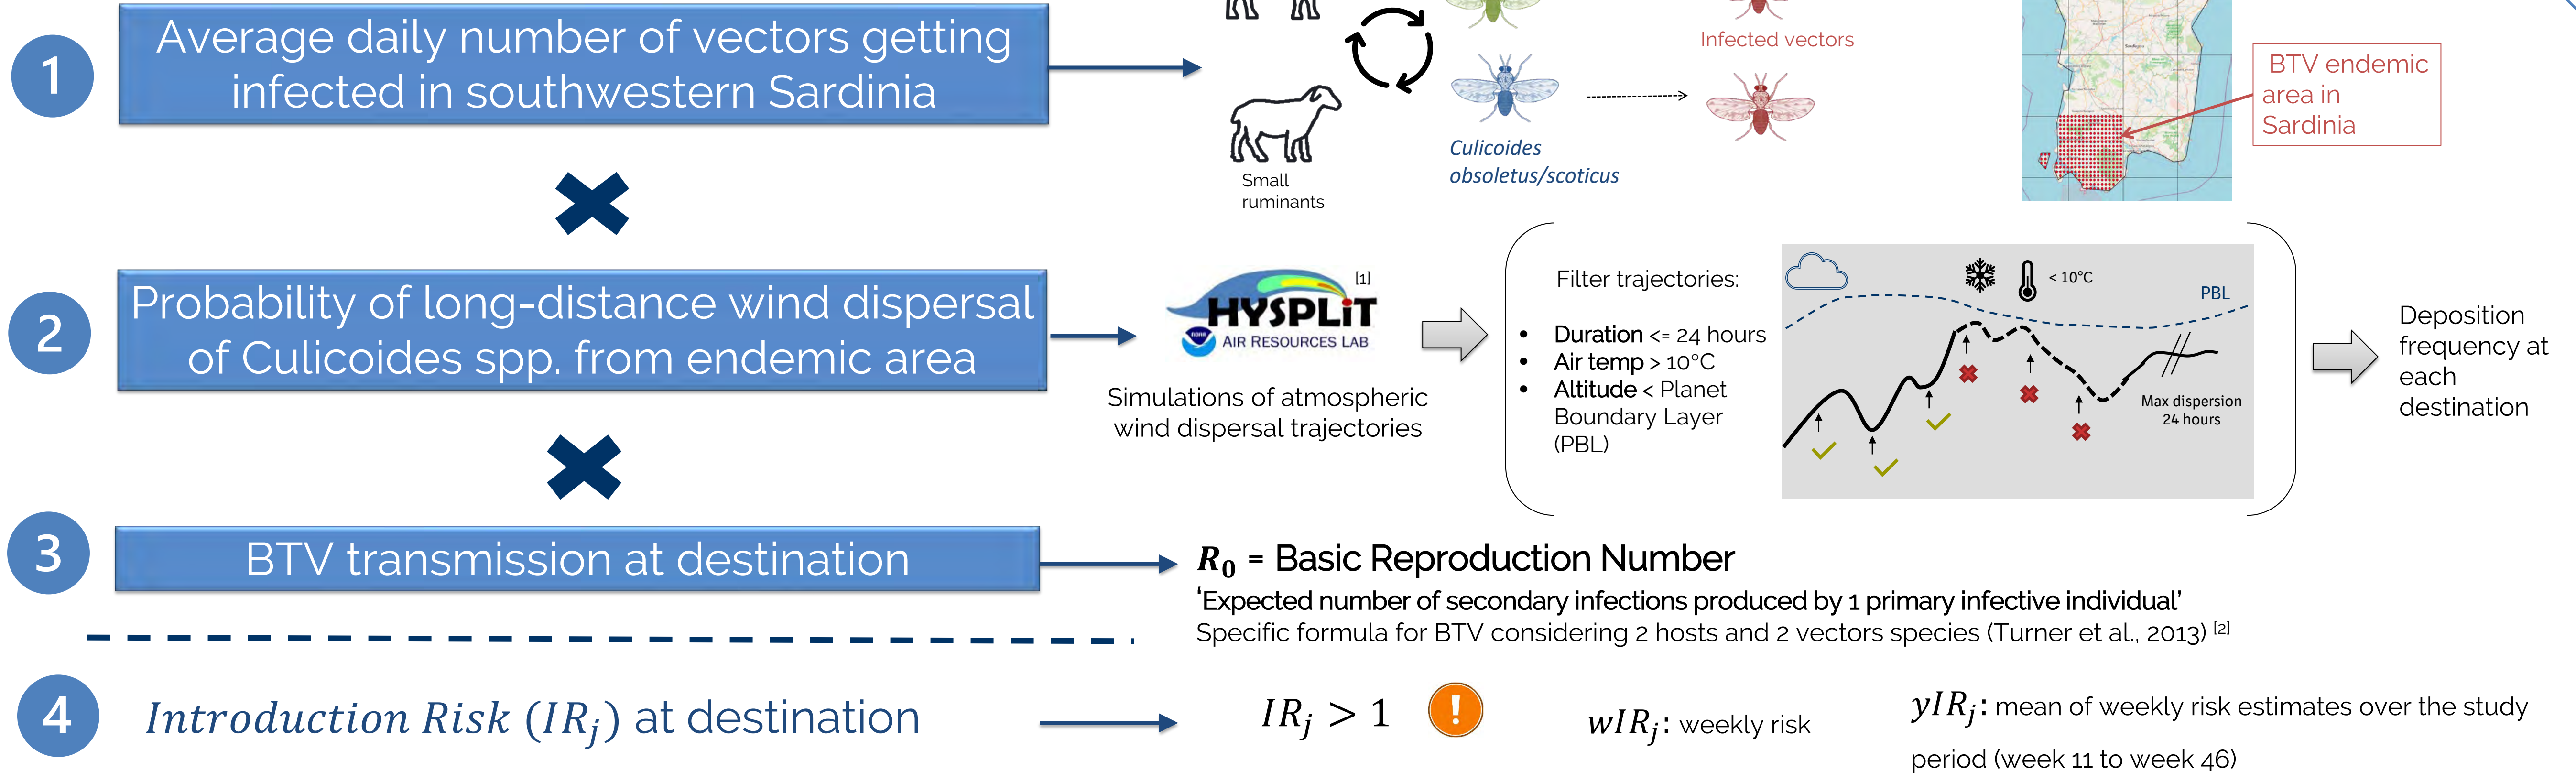 1
Average daily number of vectors getting
infected in southwestern Sardinia
Small
ruminants
Culicoides
obsoletus/scoticus
Infected vectors
BTV endemic
area in
Sardinia
2
Probability of long-distance wind dispersal
of Culicoides spp. from endemic area
HYSPLiT
[1]
NOAA
AIR RESOURCES LAB
Simulations of atmospheric
wind dispersal trajectories
Filter trajectories:
• Duration <= 24 hours
• Air temp > 10°C
• Altitude < Planet
Boundary Layer
(PBL)
< 10°C
PBL
Max dispersion
24 hours
Deposition
frequency at
each
destination
3
BTV transmission at destination
R₀ = Basic Reproduction Number
‘Expected number of secondary infections produced by 1 primary infective individual’
Specific formula for BTV considering 2 hosts and 2 vectors species (Turner et al., 2013) [2]
4
Introduction Risk (IRⱼ) at destination
IRⱼ > 1
!
wIRⱼ: weekly risk
yIRⱼ: mean of weekly risk estimates over the study
period (week 11 to week 46)